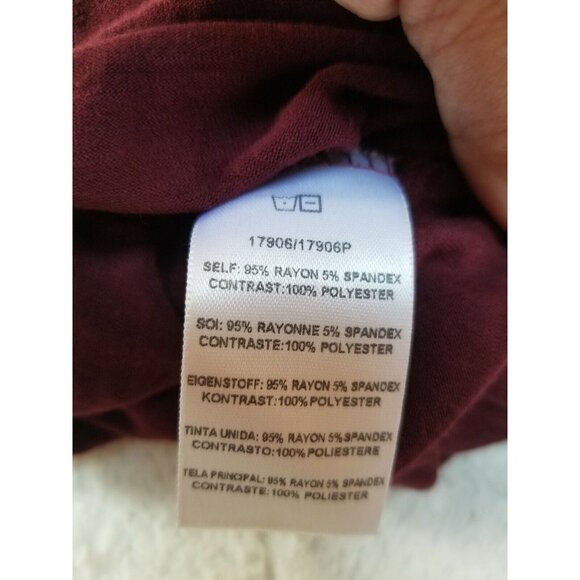 17906/17906P
SELF: 95% RAYON 5% SPANDEX
CONTRAST:100% POLYESTER
SOI: 95% RAYONNE 5% SPANDEX
CONTRASTE:100% POLYESTER
EIGENSTOFF: 95% RAYON 5% SPANDEX
KONTRAST:100% POLYESTER
TINTA UNIDA: 95% RAYON 5%SPANDEX
CONTRASTO:100% POLIESTERE
TELA PRINCIPAL: 95% RAYON 5% SPANDEX
CONTRASTE:100% POLIESTER